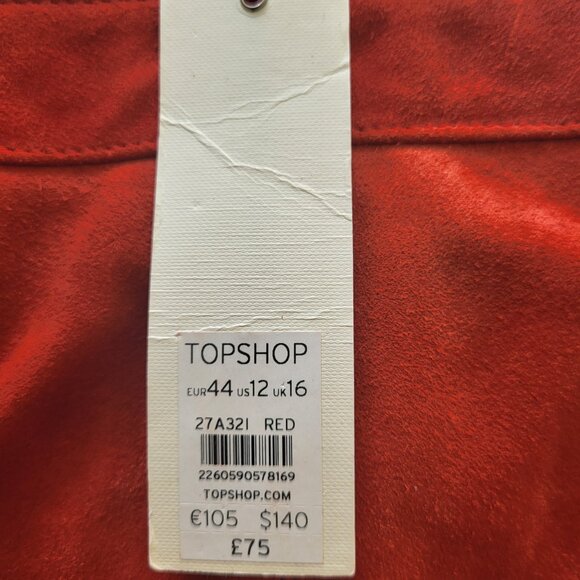 TOPSHOP
EUR44 US12 UK16
27A32I RED
2260590578169
TOPSHOP.COM
€105 $140
£75